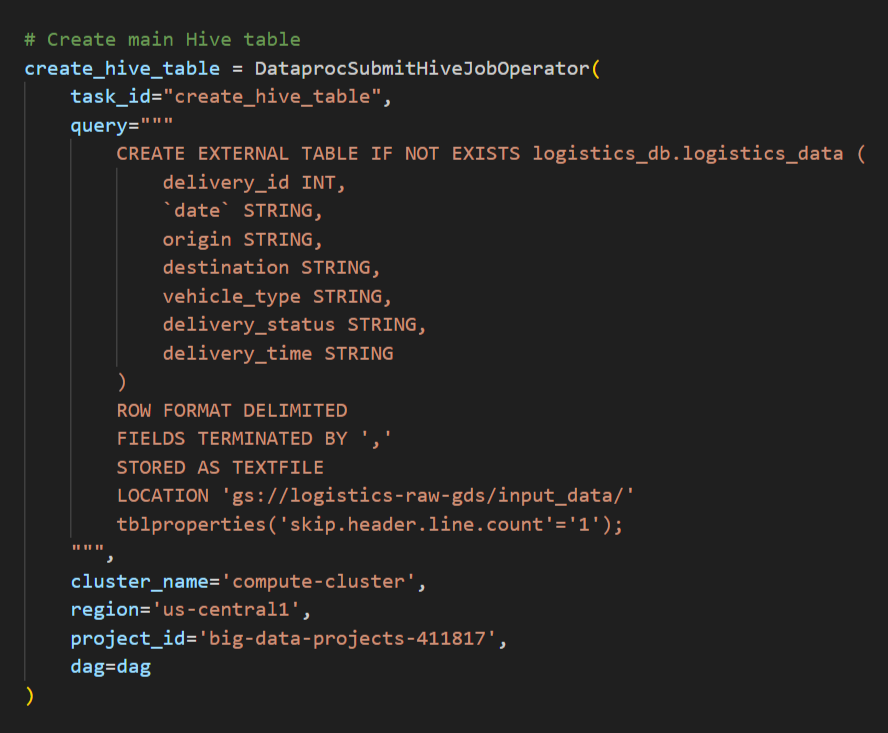 # Create main Hive table
create_hive_table = DataprocSubmitHiveJobOperator(
    task_id="create_hive_table",
    query="""
        CREATE EXTERNAL TABLE IF NOT EXISTS logistics_db.logistics_data (
            delivery_id INT,
            `date` STRING,
            origin STRING,
            destination STRING,
            vehicle_type STRING,
            delivery_status STRING,
            delivery_time STRING
        )
        ROW FORMAT DELIMITED
        FIELDS TERMINATED BY ','
        STORED AS TEXTFILE
        LOCATION 'gs://logistics-raw-gds/input_data/'
        tblproperties('skip.header.line.count'='1');
    """,
    cluster_name='compute-cluster',
    region='us-central1',
    project_id='big-data-projects-411817',
    dag=dag
)